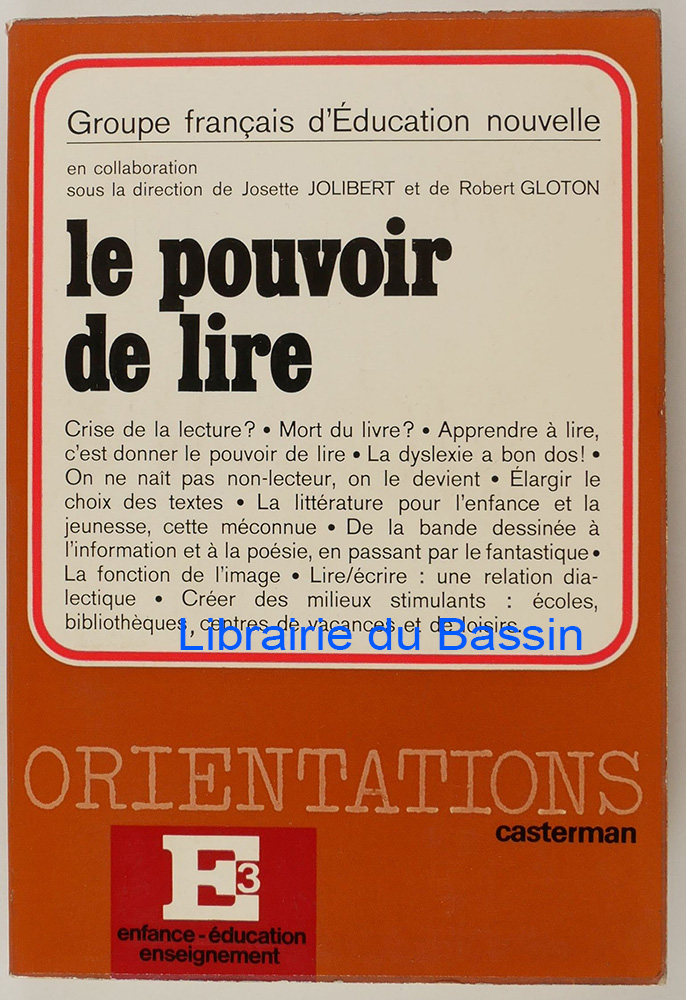 Groupe français d'Éducation nouvelle
en collaboration
sous la direction de Josette JOLIBERT et de Robert GLOTON
le pouvoir
de lire
Crise de la lecture ? • Mort du livre ? • Apprendre à lire,
c'est donner le pouvoir de lire • La dyslexie a bon dos ! •
On ne naît pas non-lecteur, on le devient • Élargir le
choix des textes • La littérature pour l'enfance et la
jeunesse, cette méconnue • De la bande dessinée à
l'information et à la poésie, en passant par le fantastique •
La fonction de l'image • Lire/écrire : une relation dia-
lectique • Créer des milieux stimulants : écoles,
bibliothèques, centres de vacances et de loisirs
Librairie du Bassin
ORIENTATIONS
casterman
E3
enfance - éducation
enseignement